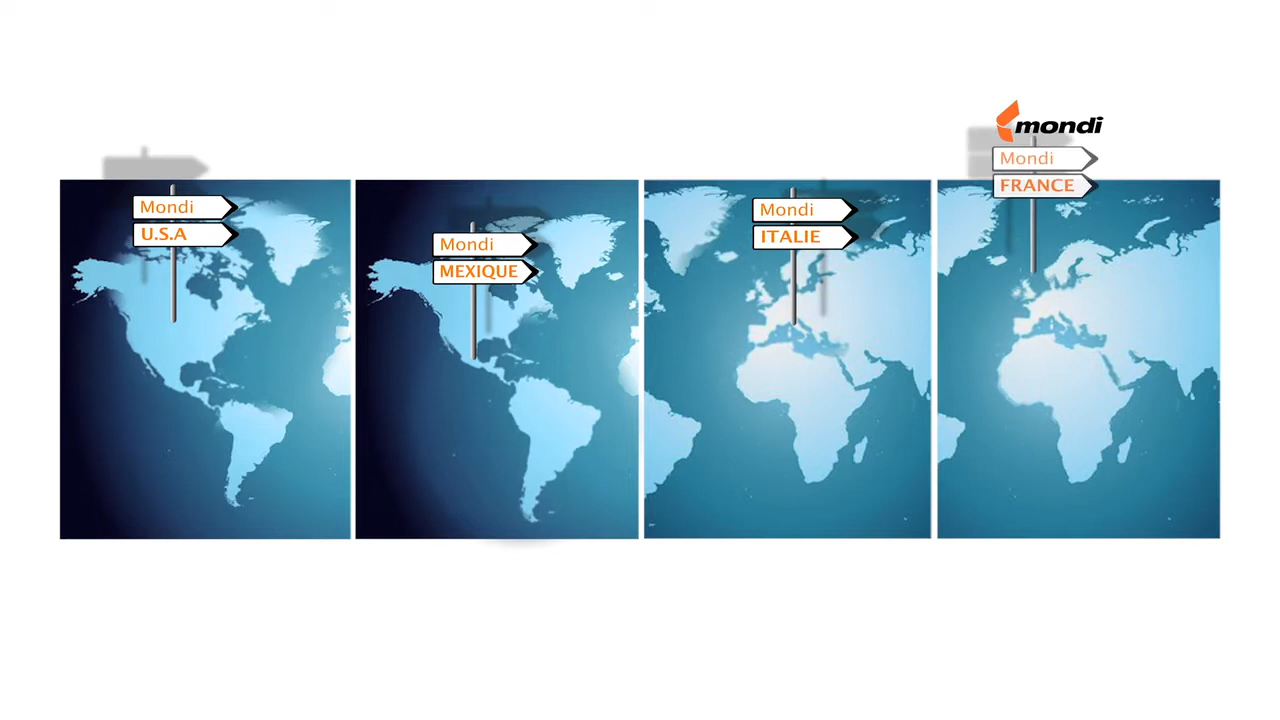 Mondi
U.S.A
Mondi
MEXIQUE
Mondi
ITALIE
mondi
Mondi
FRANCE